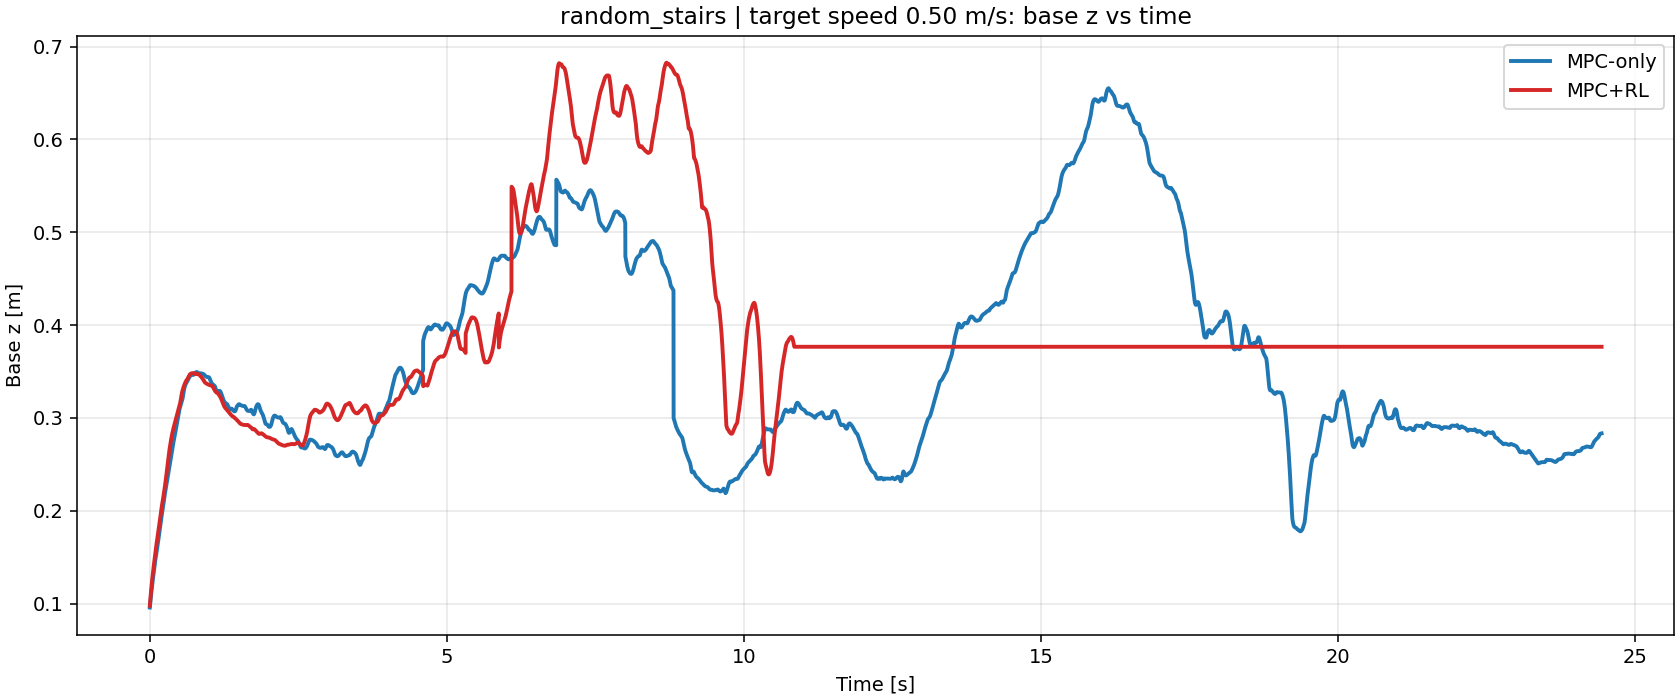 random_stairs | target speed 0.50 m/s: base z vs time
MPC-only
MPC+RL
Base z [m]
0.7
0.6
0.5
0.4
0.3
0.2
0.1
0
5
10
15
20
25
Time [s]